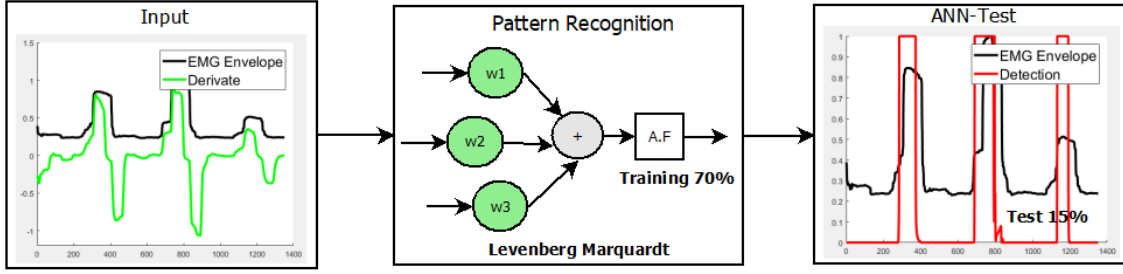 Input
EMG Envelope
Derivate
1.5
1
0.5
0
-0.5
-1
0 200 400 600 800 1000 1200 1400
Pattern Recognition
w1
w2
w3
+
A.F
Training 70%
Levenberg Marquardt
ANN-Test
EMG Envelope
Detection
1
0.9
0.8
0.7
0.6
0.5
0.4
0.3
0.2
0.1
0
Test 15%
0 200 400 600 800 1000 1200 1400